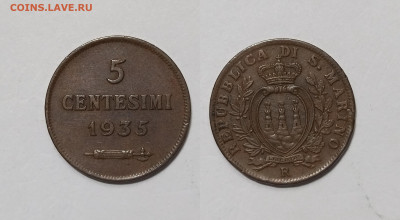 COINS.LAVE.RU
5
CENTESIMI
1935
REPUBBLICA DI S. MARINO
R